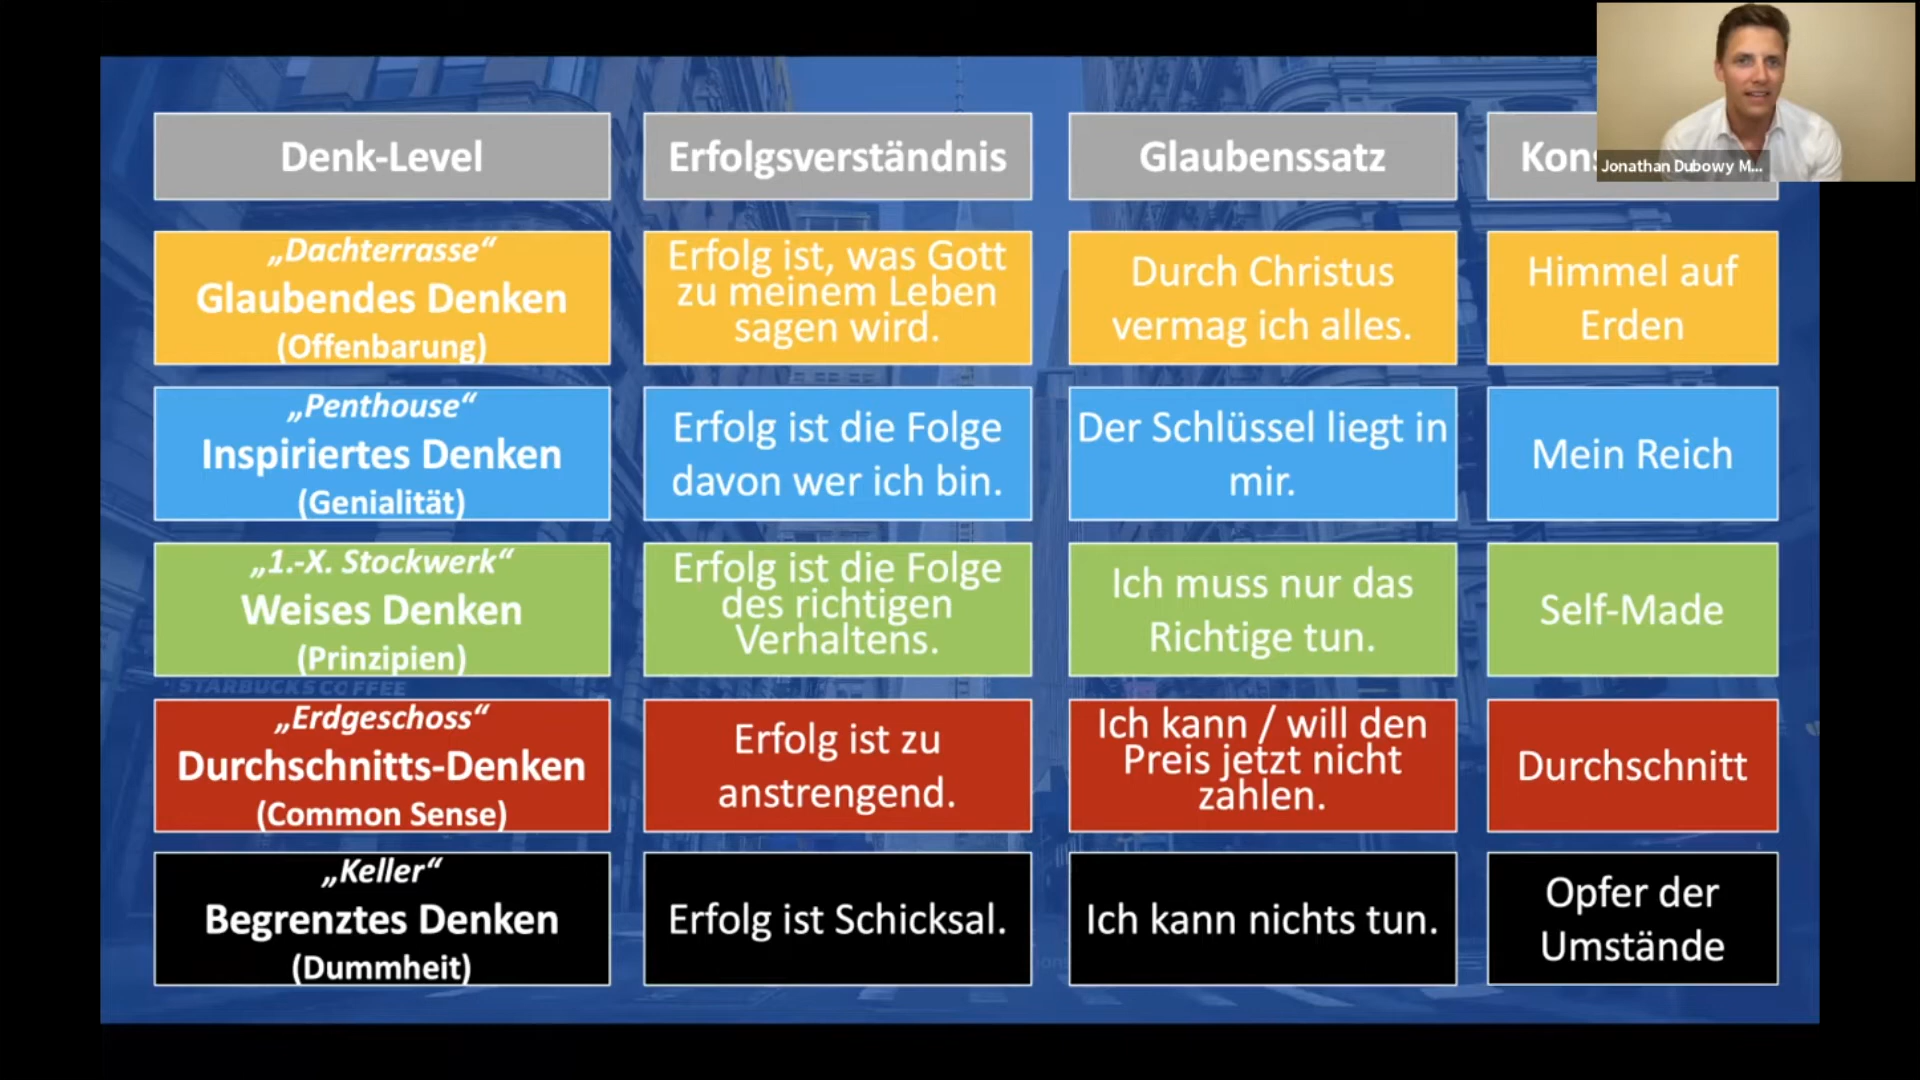 Denk-Level
Erfolgsverständnis
Glaubenssatz
Kons
Jonathan Dubowy M...
„Dachterrasse“
Glaubendes Denken
(Offenbarung)
Erfolg ist, was Gott
zu meinem Leben
sagen wird.
Durch Christus
vermag ich alles.
Himmel auf
Erden
„Penthouse“
Inspiriertes Denken
(Genialität)
Erfolg ist die Folge
davon wer ich bin.
Der Schlüssel liegt in
mir.
Mein Reich
„1.-X. Stockwerk“
Weises Denken
(Prinzipien)
Erfolg ist die Folge
des richtigen
Verhaltens.
Ich muss nur das
Richtige tun.
Self-Made
STARBUCKS COFFEE
„Erdgeschoss“
Durchschnitts-Denken
(Common Sense)
Erfolg ist zu
anstrengend.
Ich kann / will den
Preis jetzt nicht
zahlen.
Durchschnitt
„Keller“
Begrenztes Denken
(Dummheit)
Erfolg ist Schicksal.
Ich kann nichts tun.
Opfer der
Umstände